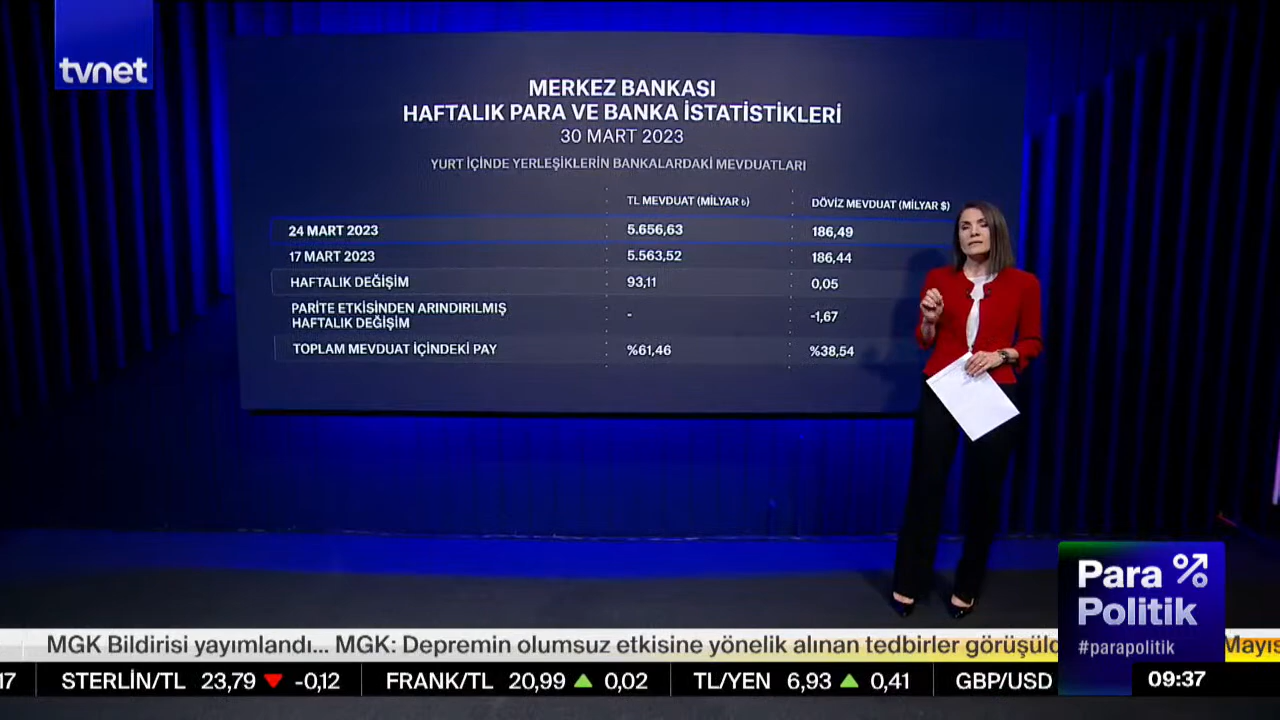 tvnet
MERKEZ BANKASI
HAFTALIK PARA VE BANKA İSTATİSTİKLERİ
30 MART 2023
YURT İÇİNDE YERLEŞİKLERİN BANKALARDAKİ MEVDUATLARI
TL MEVDUAT (MİLYAR ₺) DÖVİZ MEVDUAT (MİLYAR $)
24 MART 2023 5.656,63 186,49
17 MART 2023 5.563,52 186,44
HAFTALIK DEĞİŞİM 93,11 0,05
PARİTE ETKİSİNDEN ARINDIRILMIŞ
HAFTALIK DEĞİŞİM - -1,67
TOPLAM MEVDUAT İÇİNDEKİ PAY %61,46 %38,54
Para %
Politik
#parapolitik
MGK Bildirisi yayımlandı... MGK: Depremin olumsuz etkisine yönelik alınan tedbirler görüşüld Mayıs
17 STERLİN/TL 23,79 ▼ -0,12 FRANK/TL 20,99 ▲ 0,02 TL/YEN 6,93 ▲ 0,41 GBP/USD 09:37